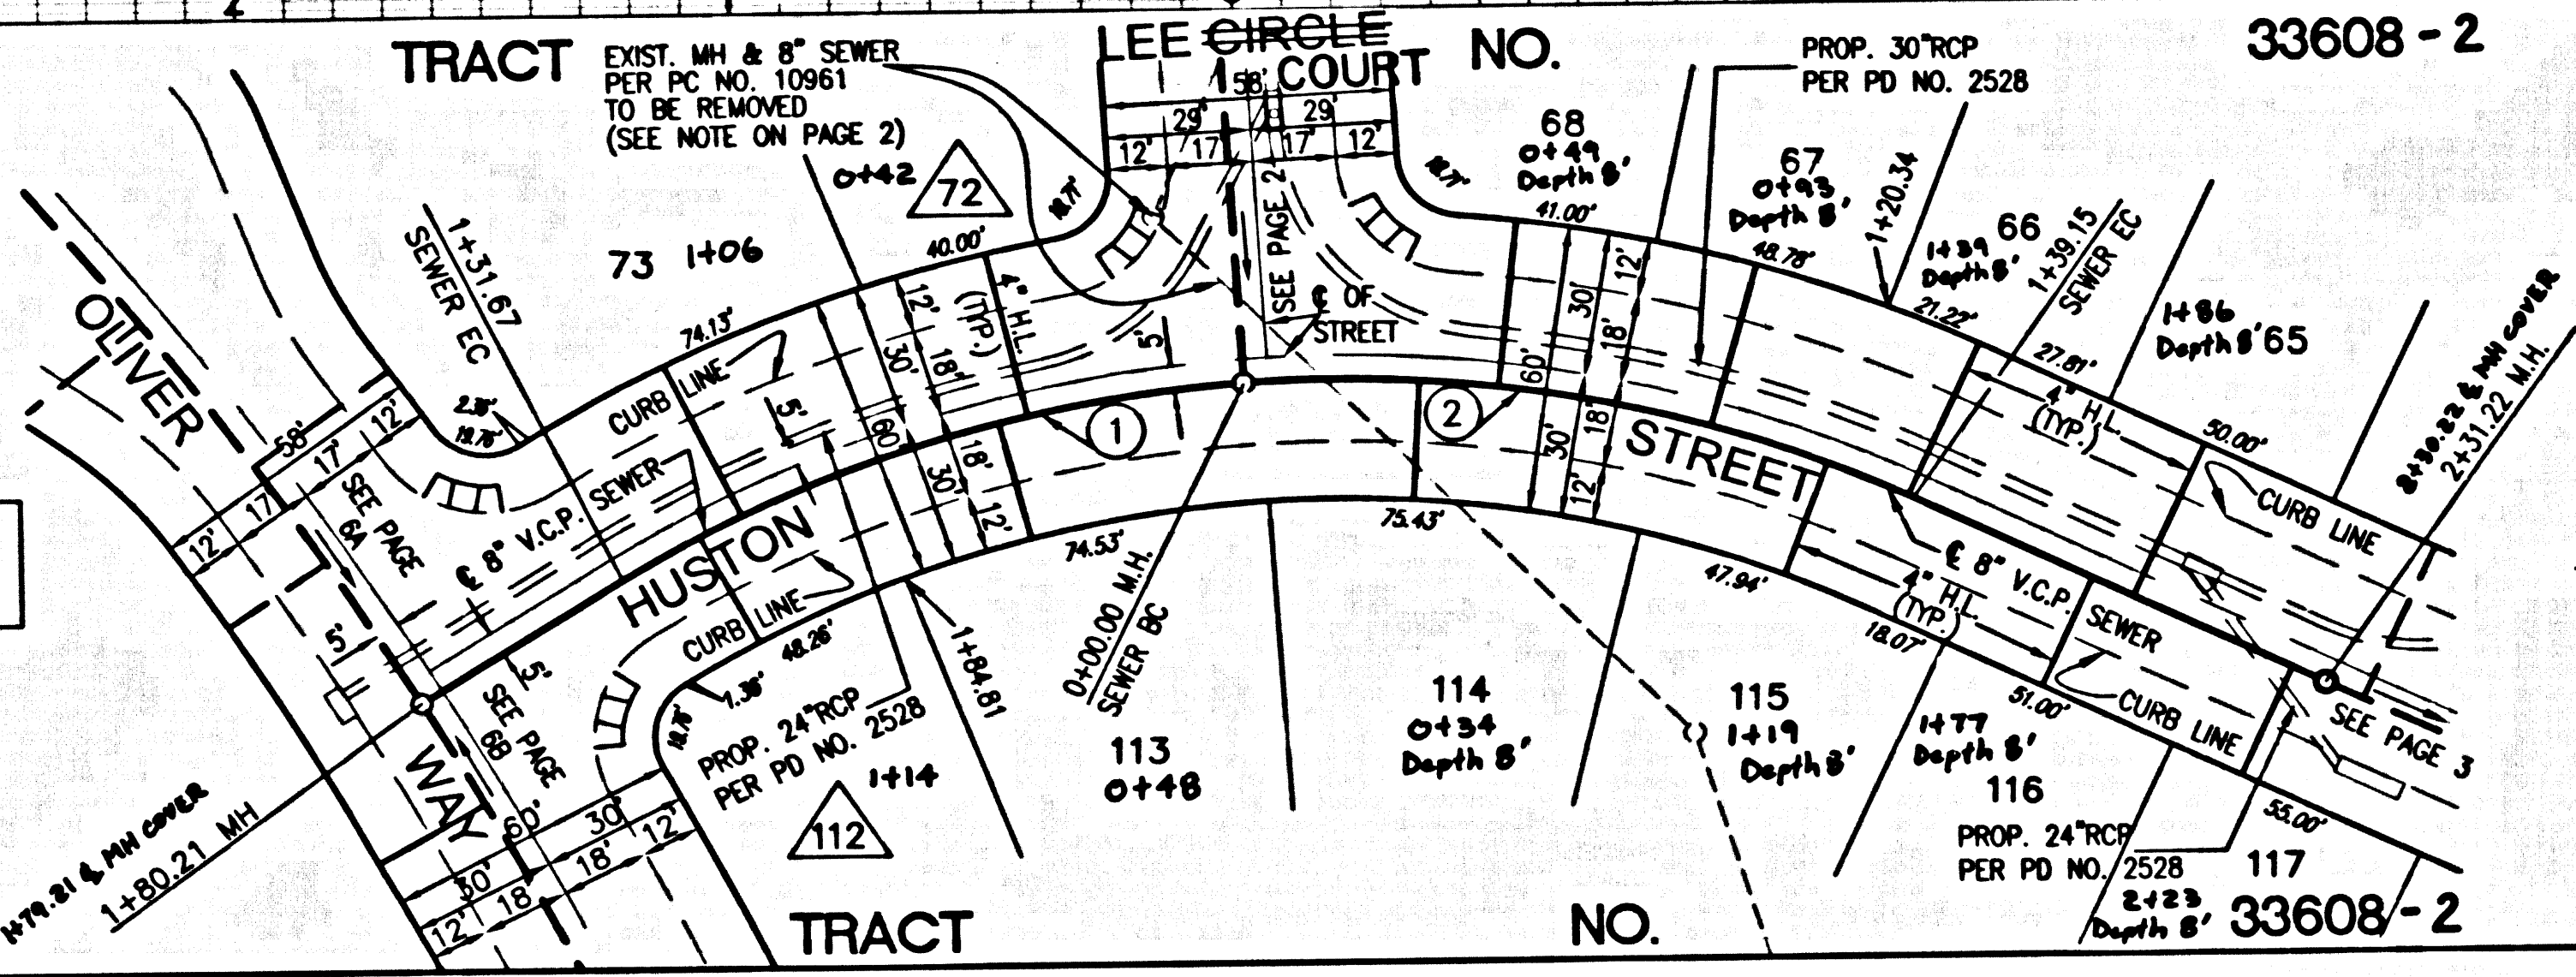 TRACT
EXIST. MH & 8" SEWER
PER PC NO. 10961
TO BE REMOVED
(SEE NOTE ON PAGE 2)
LEE CIRCLE
COURT
NO.
33608-2
PROP. 30"RCP
PER PD NO. 2528
58'
29' 29'
12' 17' 17' 12'
0+42
72
68
0+49
Depth 8'
41.00'
67
0+93
Depth 8'
48.78'
1+20.34
66
1+39
Depth 8'
21.22'
1+39.15
SEWER EC
1+86
Depth 8' 65
27.81'
50.00'
2+30.22 ℄ MH COVER
2+31.22 M.H.
OLIVER
1+31.67
SEWER EC
73 1+06
40.00'
74.13'
SEE PAGE 2
℄ OF
STREET
4" H.L.
(TYP.)
CURB LINE
5'
12'
30'
18'
60'
18'
30'
12'
5'
60'
30'
12'
18'
18'
30'
12'
1
2
STREET
4" H.L.
(TYP.)
CURB LINE
58'
12' 17' 17' 12'
SEE PAGE
6A
℄ 8" V.C.P. SEWER
HUSTON
CURB LINE
48.26'
1.36'
74.53'
75.43'
47.94'
18.07'
51.00'
55.00'
℄ 8" V.C.P. SEWER
4" H.L.
(TYP.)
CURB LINE
SEE PAGE 3
5'
5'
SEE PAGE
6B
WAY
PROP. 24"RCP
PER PD NO. 2528
1+84.81
0+00.00 M.H.
SEWER BC
112
1+14
113
0+48
114
0+34
Depth 8'
115
1+19
Depth 8'
1+77
Depth 8'
116
PROP. 24"RCP
PER PD NO. 2528
117
2+23
Depth 8'
1+79.21 ℄ MH COVER
1+80.21 MH
60'
30' 30'
12' 18' 18' 12'
TRACT
NO.
33608-2